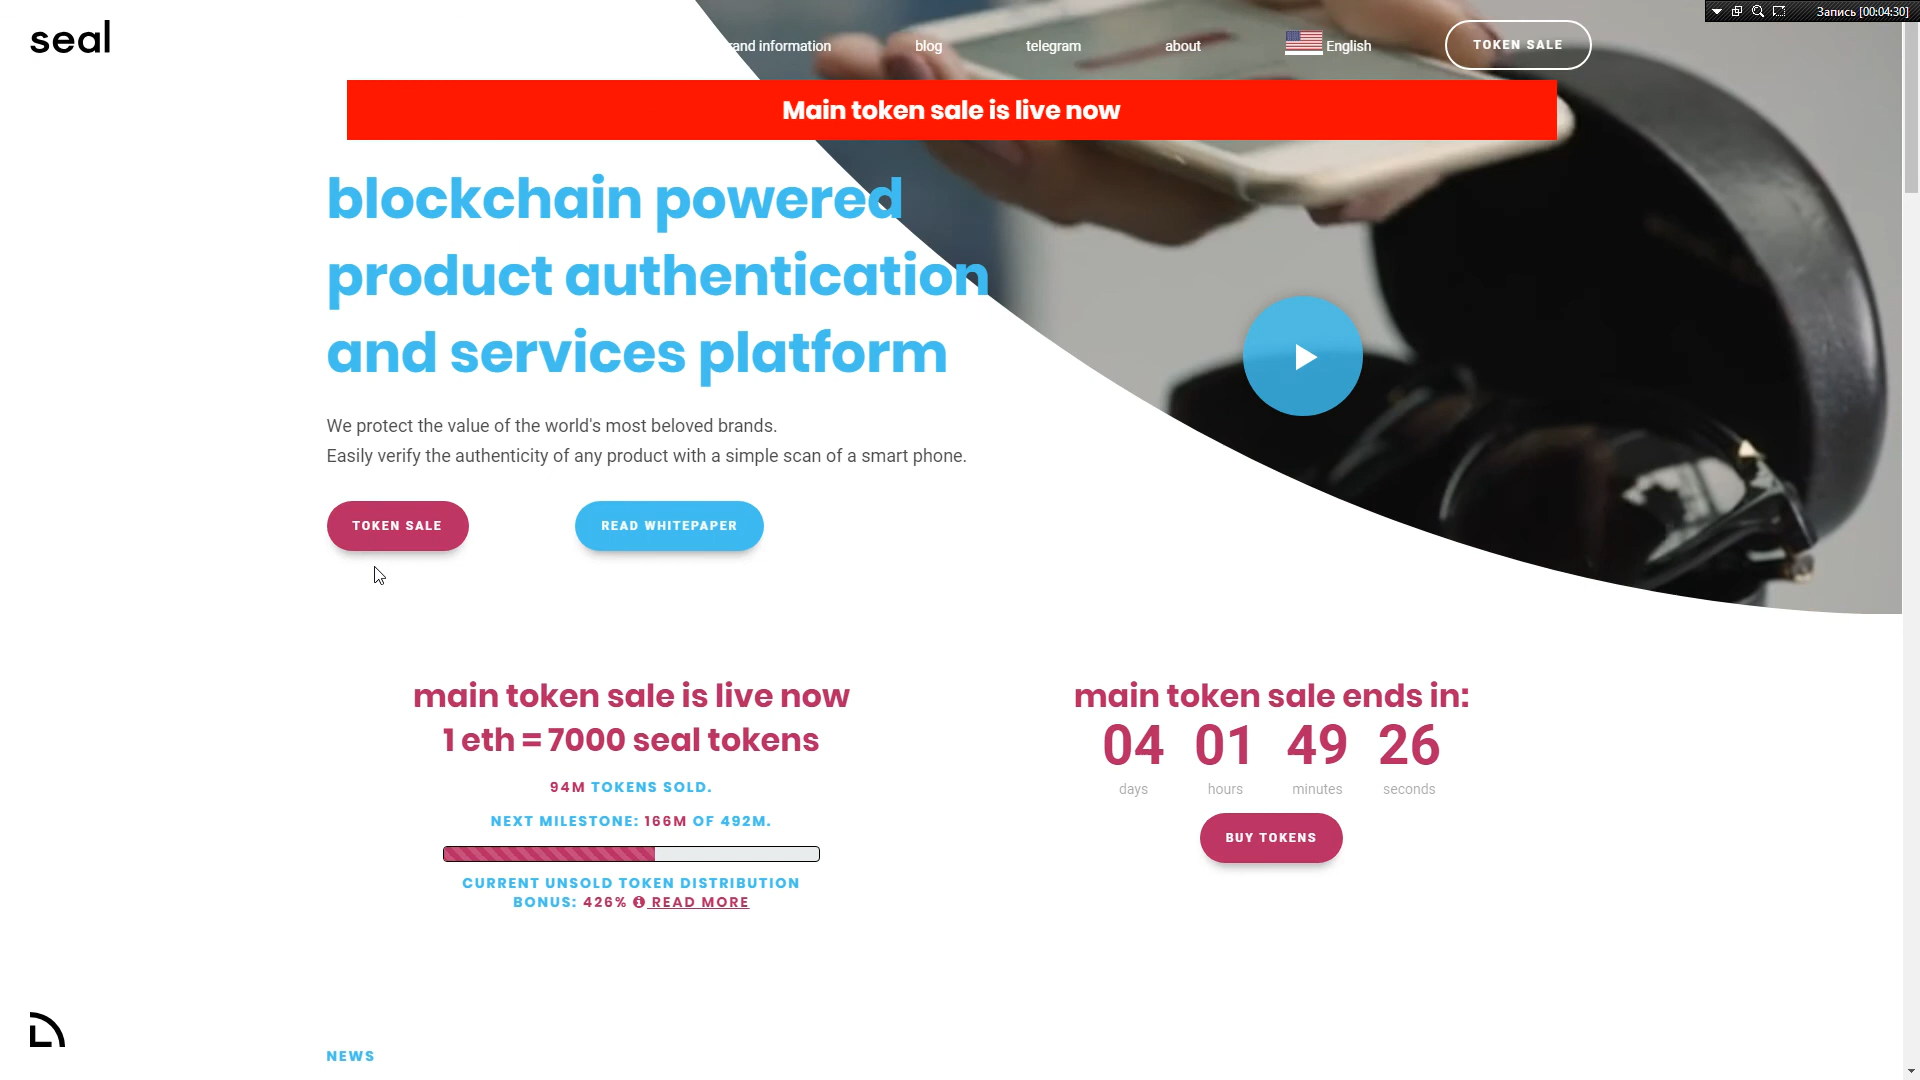 Запись [00:04:30]
seal
and information
blog
telegram
about
English
TOKEN SALE
Main token sale is live now
blockchain powered
product authentication
and services platform
We protect the value of the world's most beloved brands.
Easily verify the authenticity of any product with a simple scan of a smart phone.
TOKEN SALE
READ WHITEPAPER
main token sale is live now
1 eth = 7000 seal tokens
94M TOKENS SOLD.
NEXT MILESTONE: 166M OF 492M.
CURRENT UNSOLD TOKEN DISTRIBUTION
BONUS: 426% READ MORE
main token sale ends in:
04 01 49 26
days hours minutes seconds
BUY TOKENS
NEWS